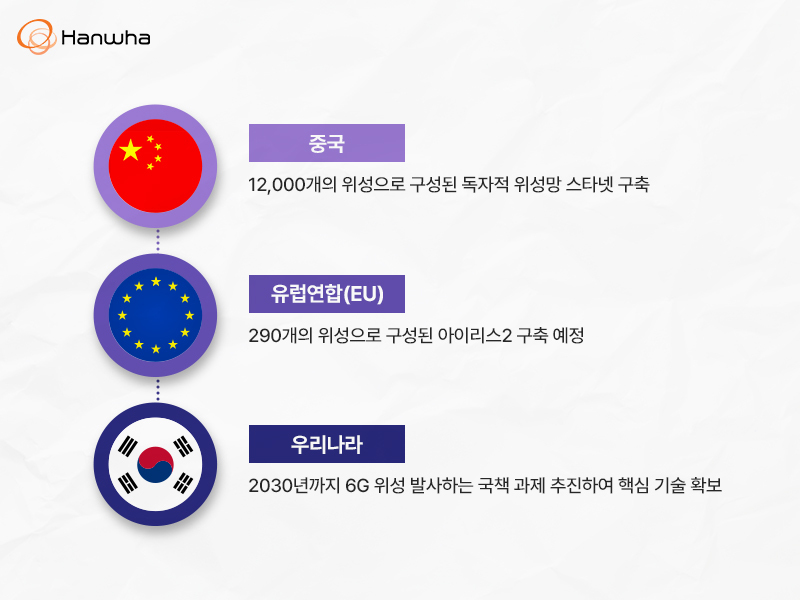 Hanwha
중국
12,000개의 위성으로 구성된 독자적 위성망 스타넷 구축
유럽연합(EU)
290개의 위성으로 구성된 아이리스2 구축 예정
우리나라
2030년까지 6G 위성 발사하는 국책 과제 추진하여 핵심 기술 확보